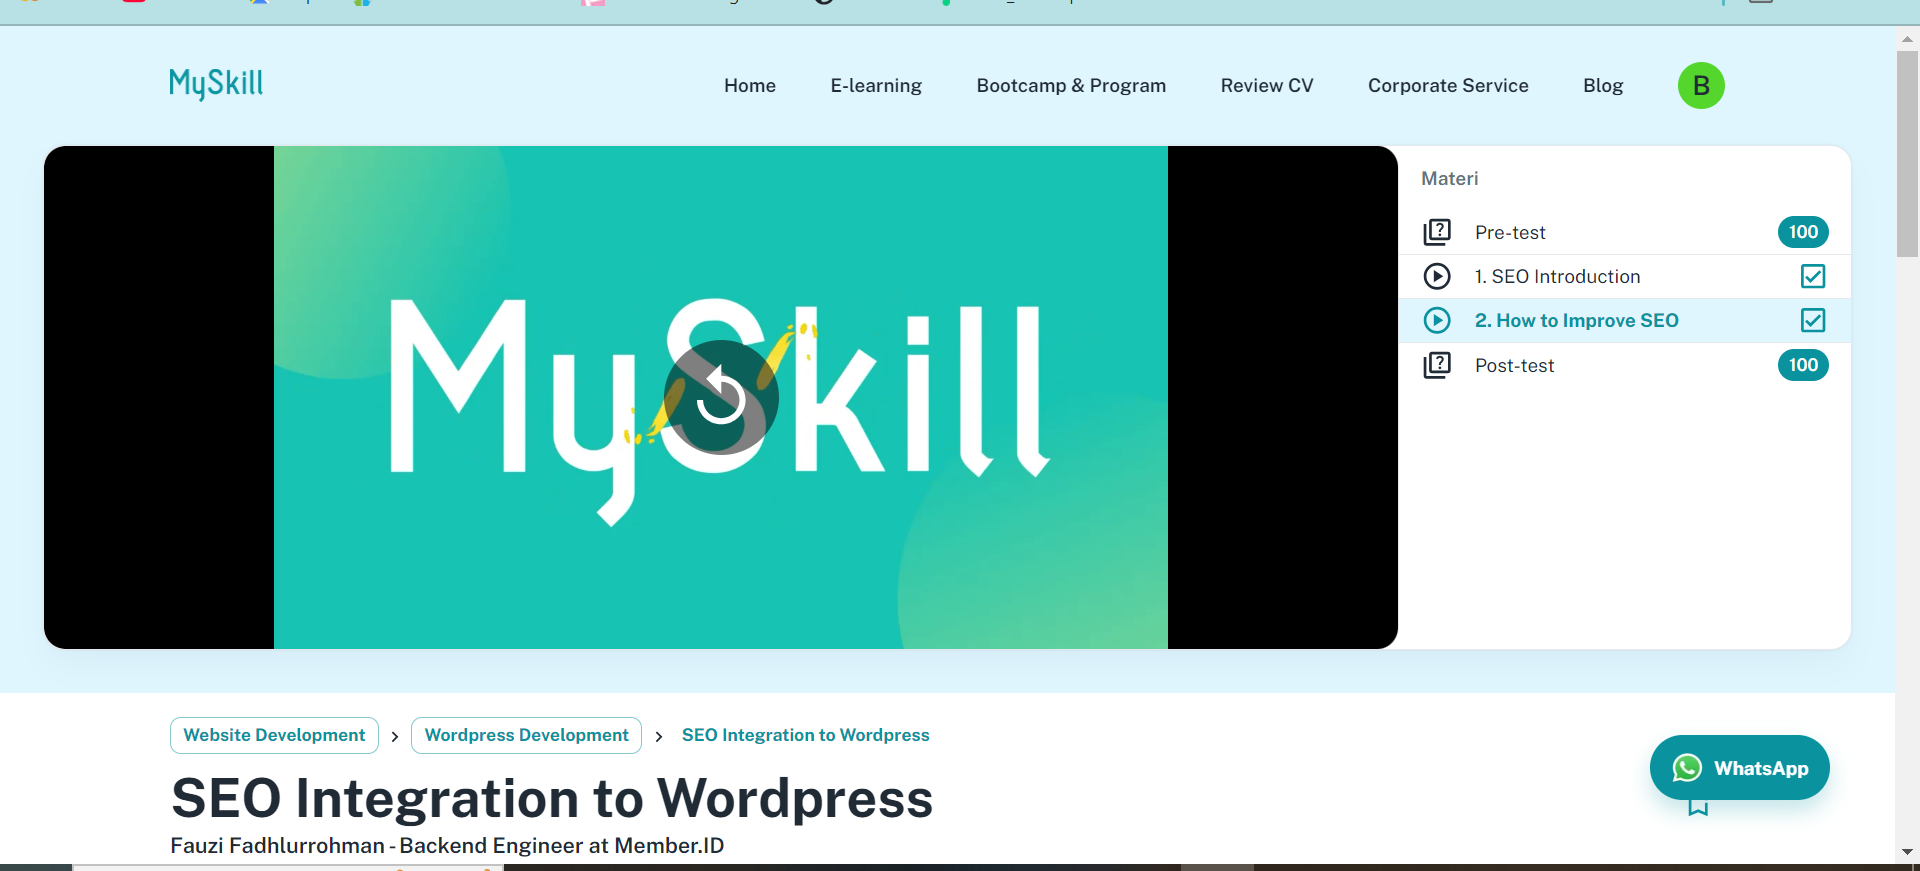 MySkill
Home
E-learning
Bootcamp & Program
Review CV
Corporate Service
Blog
B
MySkill
Materi
Pre-test
100
1. SEO Introduction
2. How to Improve SEO
Post-test
100
Website Development
Wordpress Development
SEO Integration to Wordpress
SEO Integration to Wordpress
Fauzi Fadhlurrohman - Backend Engineer at Member.ID
WhatsApp